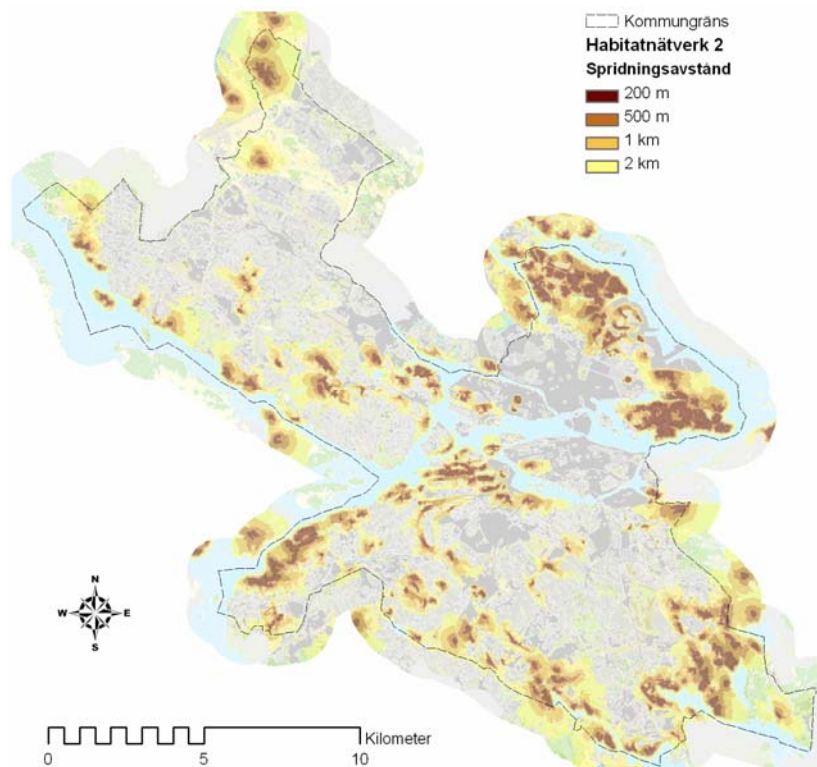 Kommungräns
Habitatnätverk 2
Spridningsavstånd
200 m
500 m
1 km
2 km
N
W E
S
Kilometer
0 5 10